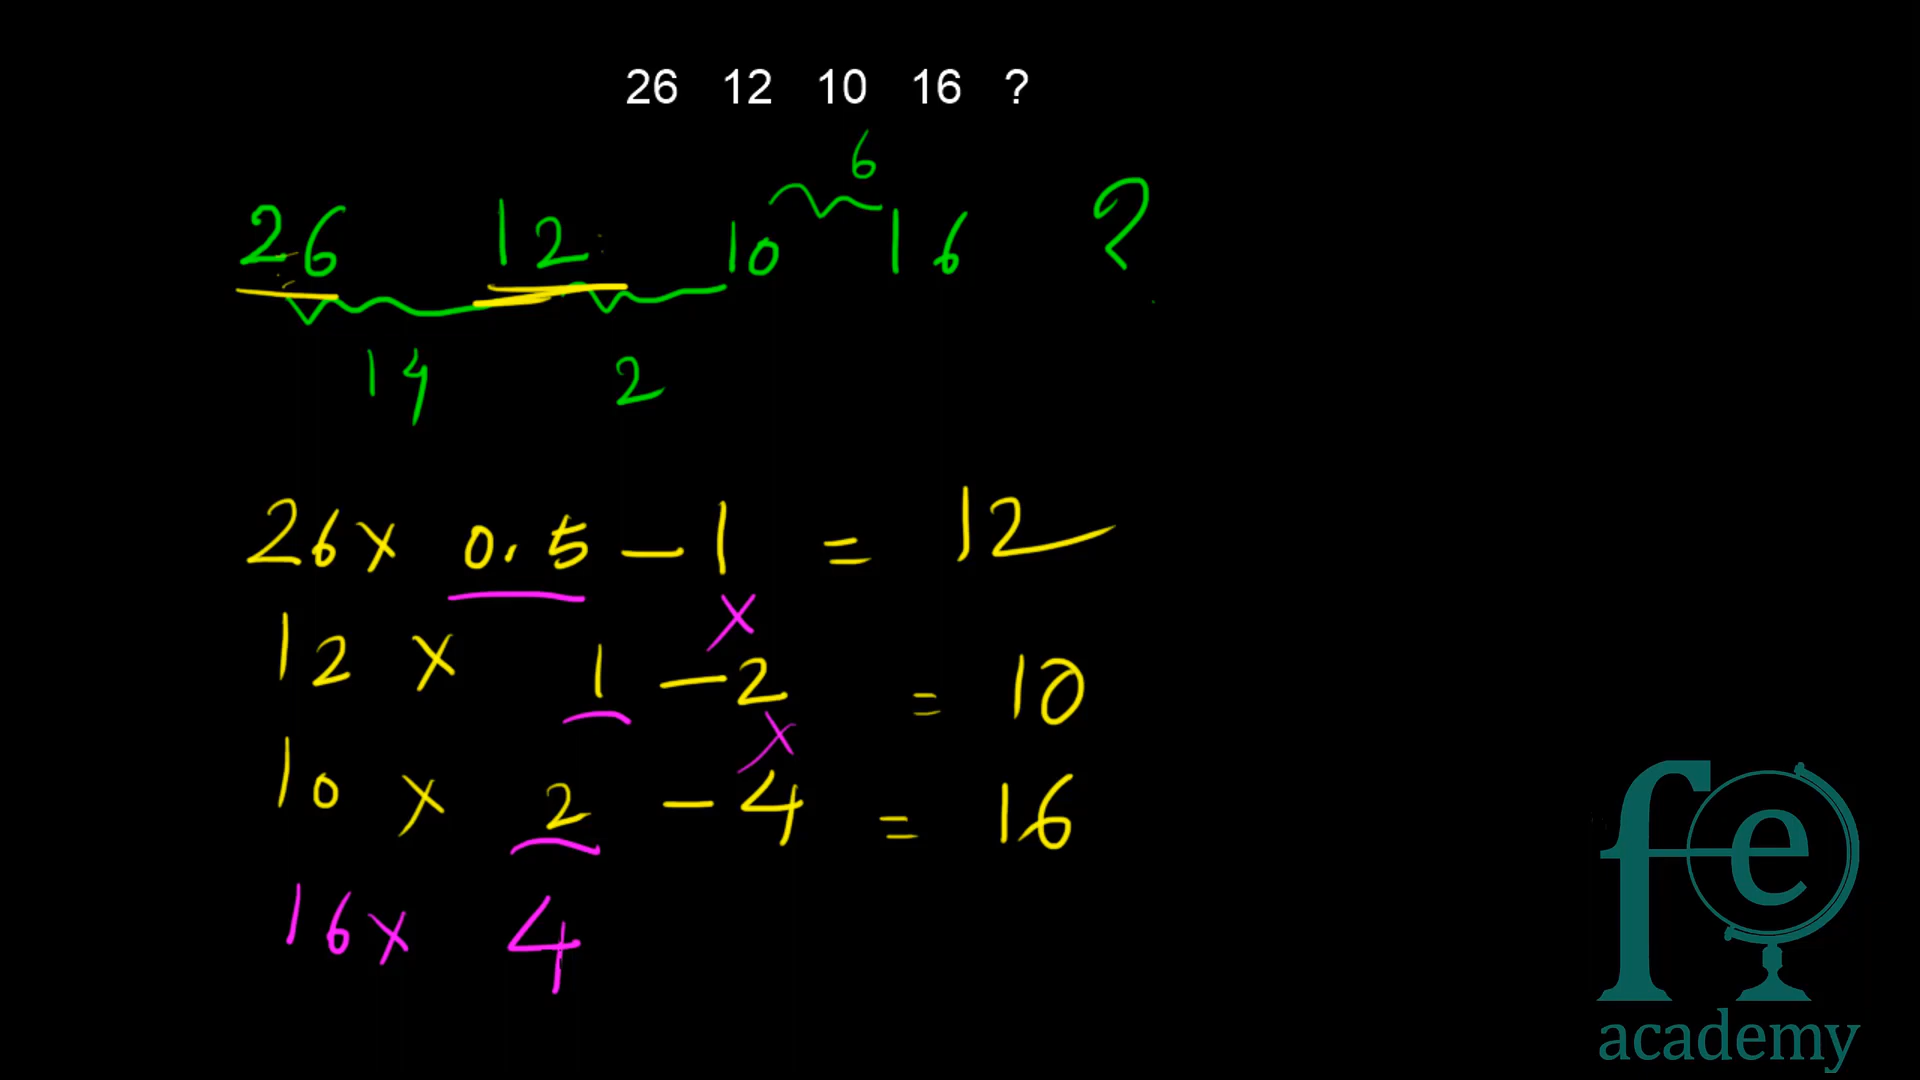 26 12 10 16 ?
6
26 12 10 16 ?
14 2
26 × 0.5 − 1 = 12
×
12 × 1 − 2 = 10
×
10 × 2 − 4 = 16
16 × 4
fe
academy